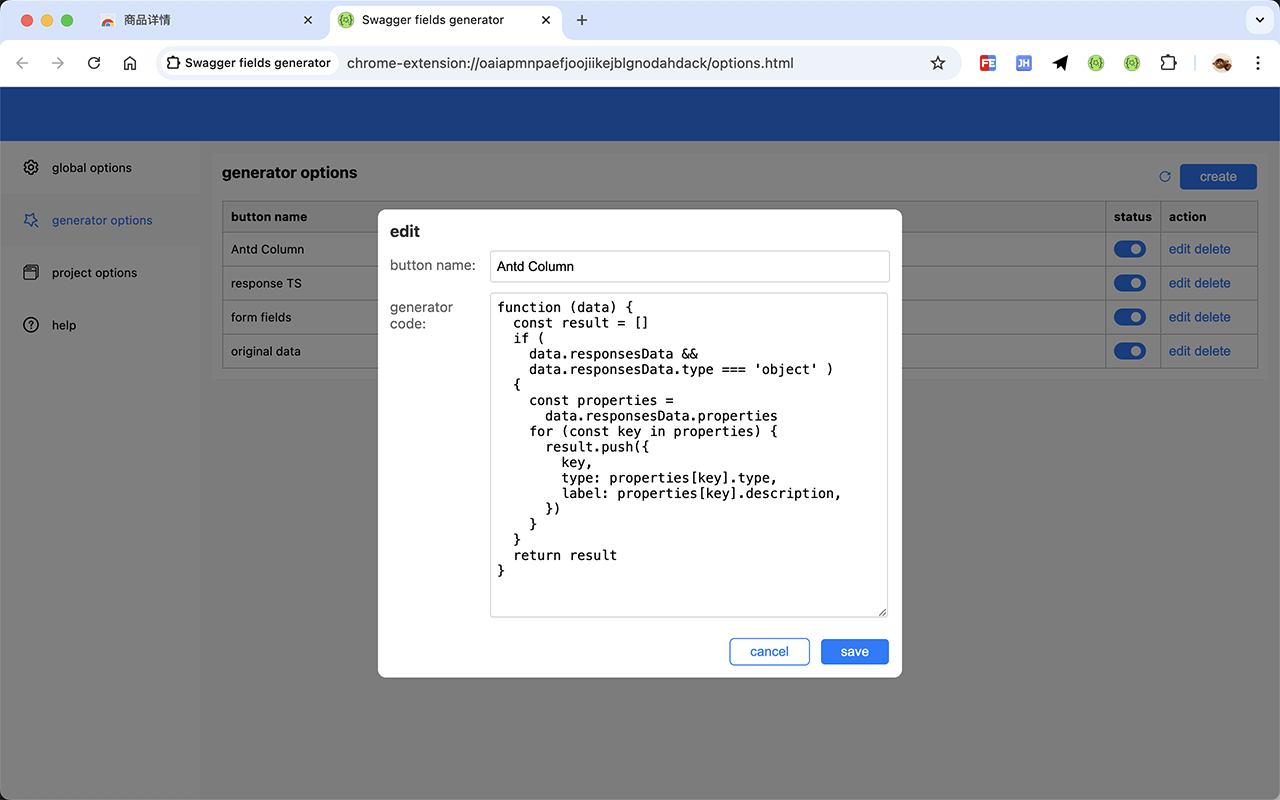 商品详情
Swagger fields generator
Swagger fields generator
chrome-extension://oaiapmnpaefjoojiikejblgnodahdack/options.html
FE
JH
global options
generator options
project options
help
generator options
create
button name
status
action
Antd Column
edit delete
response TS
edit delete
form fields
edit delete
original data
edit delete
edit
button name:
Antd Column
generator
code:
function (data) {
  const result = []
  if (
    data.responsesData &&
    data.responsesData.type === 'object' )
  {
    const properties =
      data.responsesData.properties
    for (const key in properties) {
      result.push({
        key,
        type: properties[key].type,
        label: properties[key].description,
      })
    }
  }
  return result
}
cancel
save